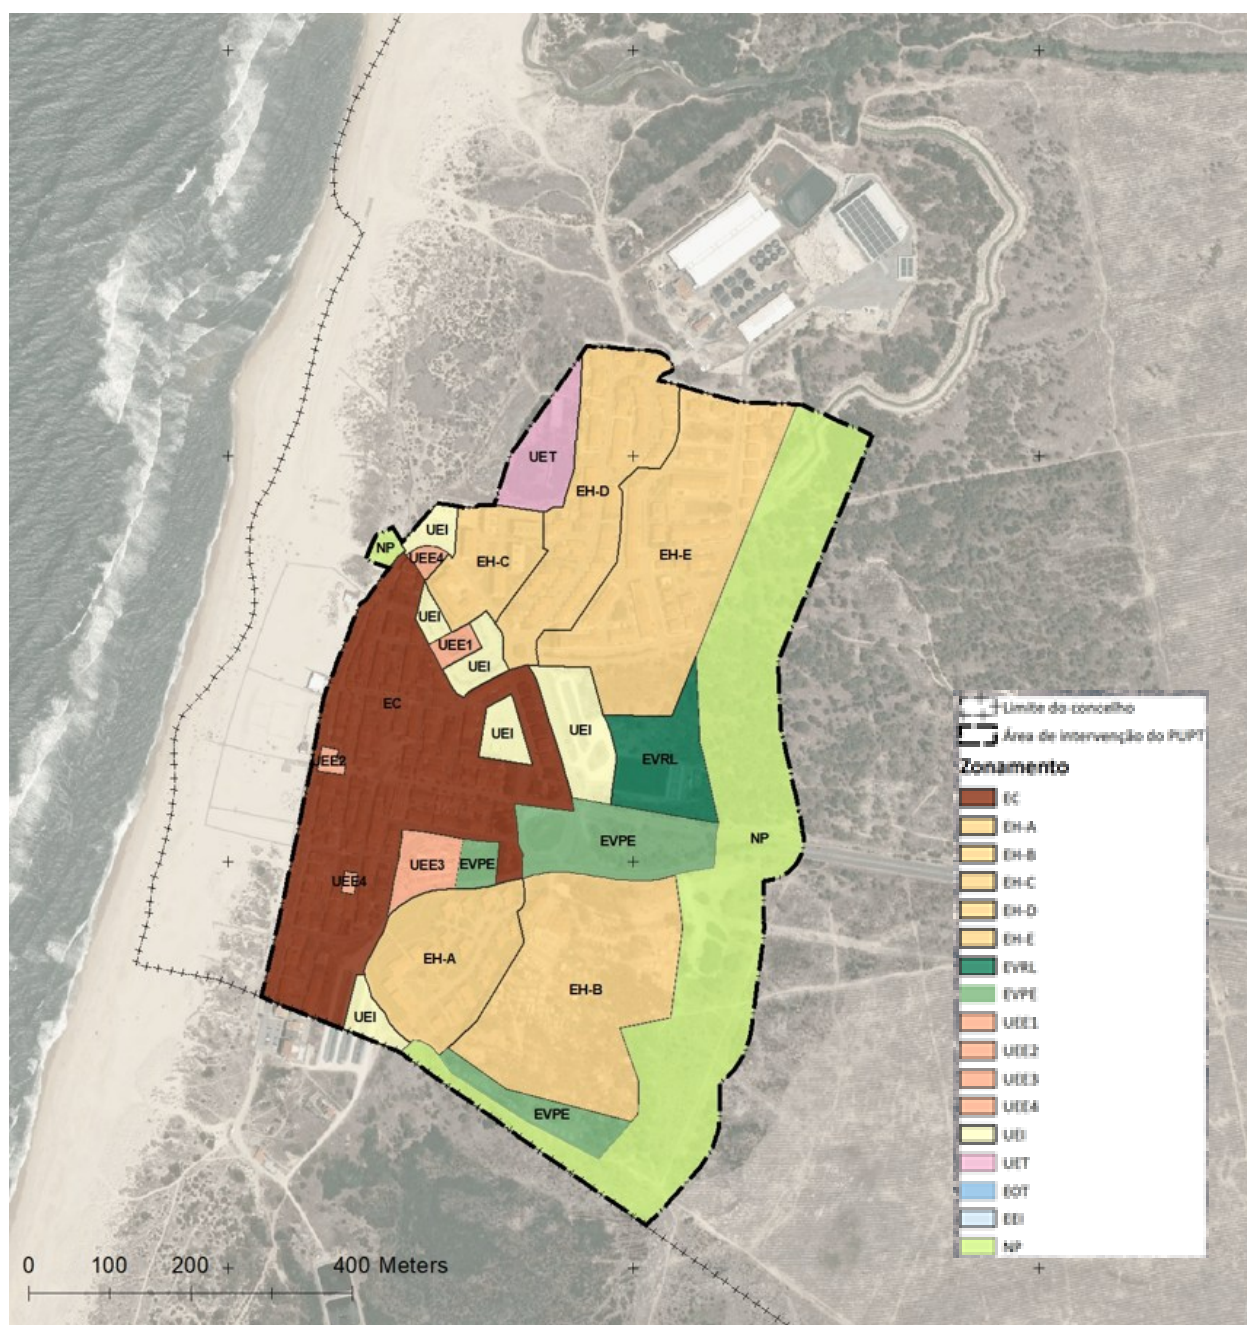 UET
EH-D
UEI
NP
UEE4
EH-C
EH-E
UEI
UEE1
UEI
EC
UEI
UEI
UEE2
EVRL
EVPE
NP
UEE3
EVPE
UEE4
EH-A
EH-B
UEI
EVPE
Limite do concelho
Área de intervenção do PUPT
Zonamento
EC
EH-A
EH-B
EH-C
EH-D
EH-E
EVRL
EVPE
UEE1
UEE2
UEE3
UEE4
UEI
UET
EOT
EEI
NP
0 100 200 400 Meters